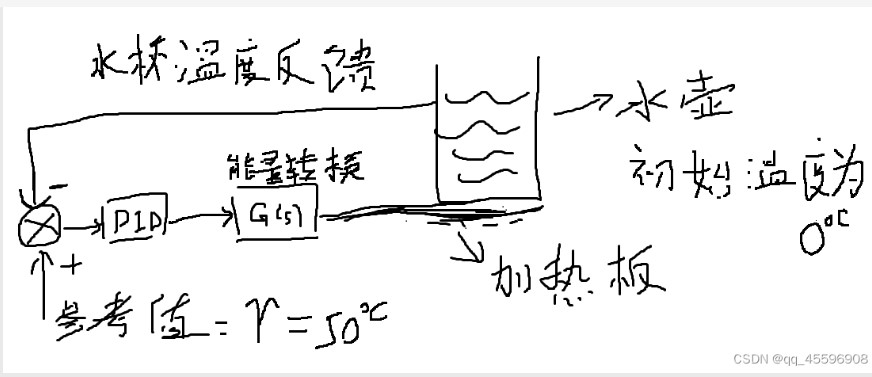 水桥温度反馈
水壶
初始温度为
0℃
能量转换
PID
G(s)
加热板
-
+
参考值=r=50℃
CSDN @qq_45596908